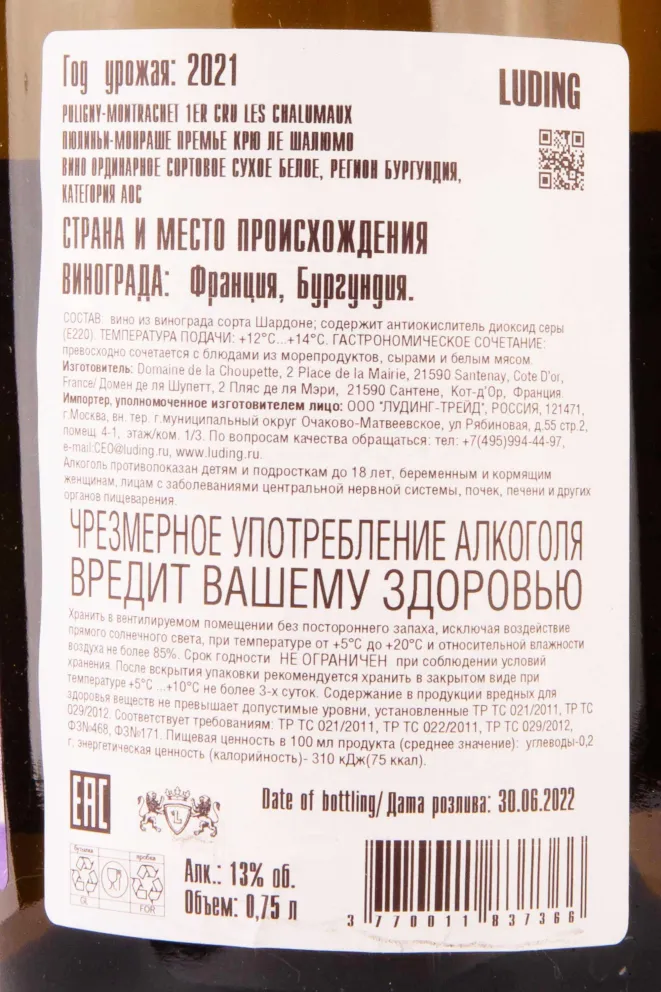 Год урожая: 2021
LUDING
PULIGNY-MONTRACHET 1ER CRU LES CHALUMAUX
ПЮЛИНЬИ-МОНРАШЕ ПРЕМЬЕ КРЮ ЛЕ ШАЛЮМО
ВИНО ОРДИНАРНОЕ СОРТОВОЕ СУХОЕ БЕЛОЕ, РЕГИОН БУРГУНДИЯ,
КАТЕГОРИЯ АОС
СТРАНА И МЕСТО ПРОИСХОЖДЕНИЯ
ВИНОГРАДА: Франция, Бургундия.
СОСТАВ: вино из винограда сорта Шардоне; содержит антиокислитель диоксид серы
(Е220). ТЕМПЕРАТУРА ПОДАЧИ: +12°С...+14°С. ГАСТРОНОМИЧЕСКОЕ СОЧЕТАНИЕ:
превосходно сочетается с блюдами из морепродуктов, сырами и белым мясом.
Изготовитель: Domaine de la Choupette, 2 Place de la Mairie, 21590 Santenay, Cote D'or,
France/ Домен де ля Шупетт, 2 Пляс де ля Мэри, 21590 Сантене, Кот-д'Ор, Франция.
Импортер, уполномоченное изготовителем лицо: ООО "ЛУДИНГ-ТРЕЙД", РОССИЯ, 121471,
г.Москва, вн. тер. г.муниципальный округ Очаково-Матвеевское, ул Рябиновая, д.55 стр.2,
помещ. 4-1, этаж/ком. 1/3. По вопросам качества обращаться: тел: +7(495)994-44-97,
e-mail:CEO@luding.ru, www.luding.ru.
Алкоголь противопоказан детям и подросткам до 18 лет, беременным и кормящим
женщинам, лицам с заболеваниями центральной нервной системы, почек, печени и других
органов пищеварения.
ЧРЕЗМЕРНОЕ УПОТРЕБЛЕНИЕ АЛКОГОЛЯ
ВРЕДИТ ВАШЕМУ ЗДОРОВЬЮ
Хранить в вентилируемом помещении без постороннего запаха, исключая воздействие
прямого солнечного света, при температуре от +5°С до +20°С и относительной влажности
воздуха не более 85%. Срок годности НЕ ОГРАНИЧЕН при соблюдении условий
хранения. После вскрытия упаковки рекомендуется хранить в закрытом виде при
температуре +5°С ...+10°С не более 3-х суток. Содержание в продукции вредных для
здоровья веществ не превышает допустимые уровни, установленные ТР ТС 021/2011, ТР ТС
029/2012. Соответствует требованиям: ТР ТС 021/2011, ТР ТС 022/2011, ТР ТС 029/2012,
ФЗ№468, ФЗ№171. Пищевая ценность в 100 мл продукта (среднее значение): углеводы-0,2
г, энергетическая ценность (калорийность)- 310 кДж(75 ккал).
EAC
L
Date of bottling/ Дата розлива: 30.06.2022
бутылка
пробка
GL
FOR
Алк.: 13% об.
Объем: 0,75 л
3 770011 837366